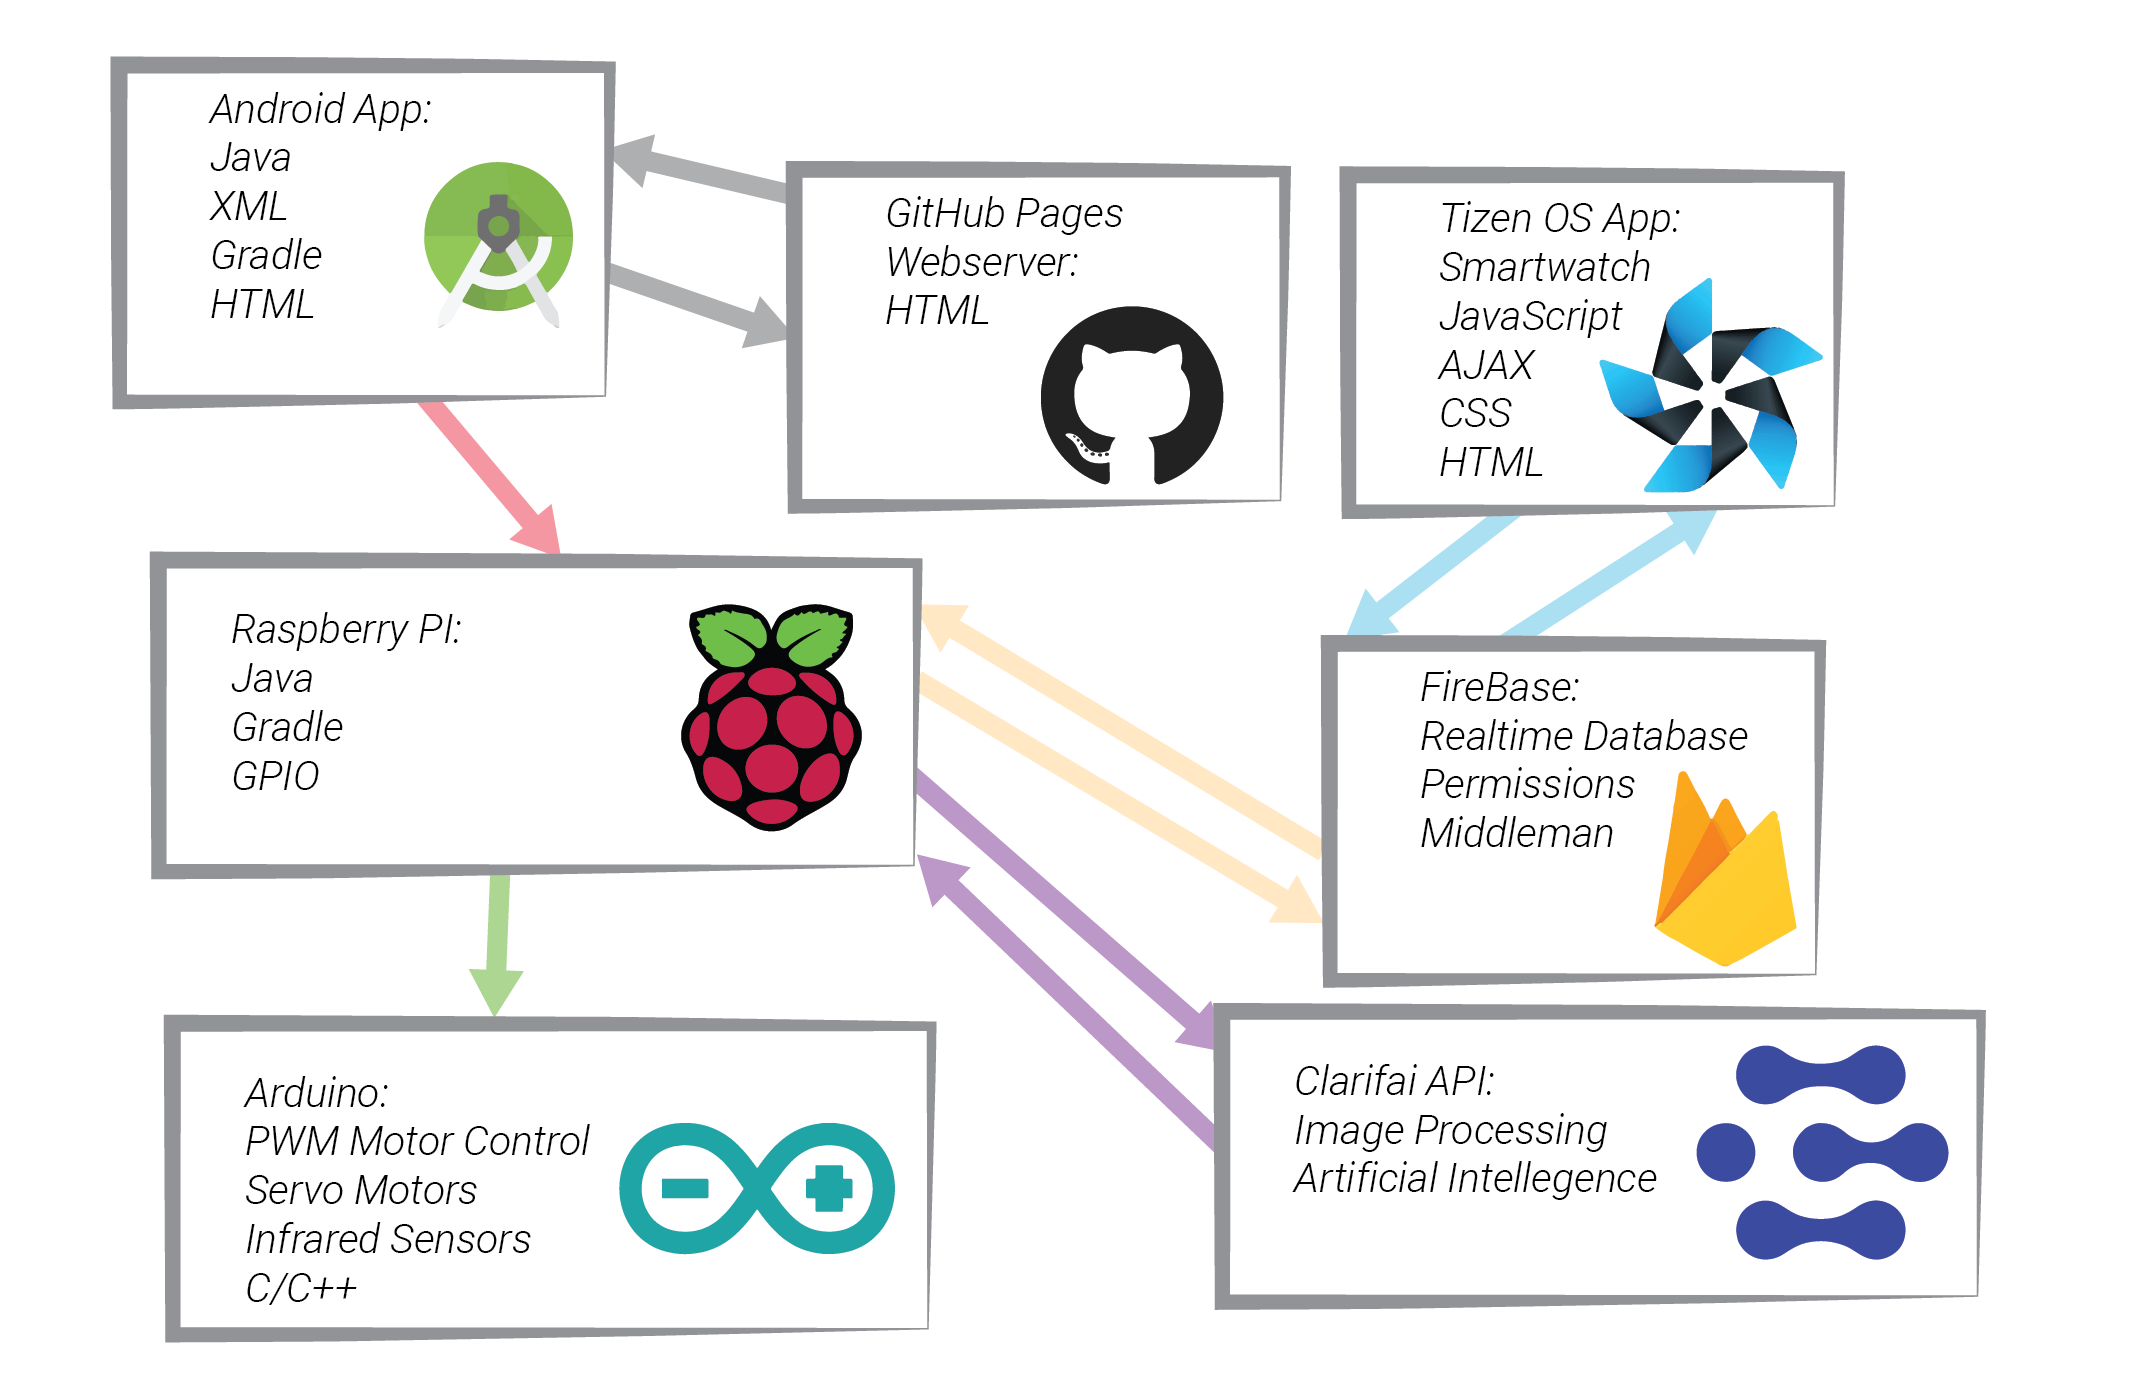 Android App:
Java
XML
Gradle
HTML
GitHub Pages
Webserver:
HTML
Tizen OS App:
Smartwatch
JavaScript
AJAX
CSS
HTML
Raspberry PI:
Java
Gradle
GPIO
FireBase:
Realtime Database
Permissions
Middleman
Arduino:
PWM Motor Control
Servo Motors
Infrared Sensors
C/C++
Clarifai API:
Image Processing
Artificial Intellegence